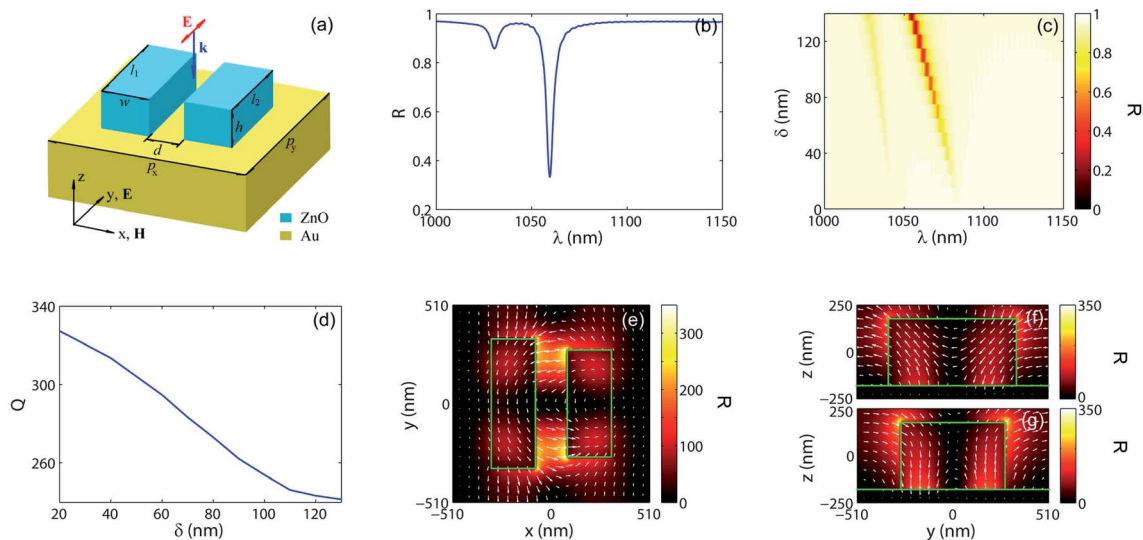 (a)
E
k
l1
w
l2
h
d
px
py
z
y, E
x, H
ZnO
Au
(b)
R
1
0.8
0.6
0.4
0.2
1000 1050 1100 1150
λ (nm)
(c)
δ (nm)
120
80
40
0
1000 1050 1100 1150
λ (nm)
1
0.8
0.6
0.4
0.2
0
R
(d)
Q
340
320
300
280
260
240
20 40 60 80 100 120
δ (nm)
(e)
y (nm)
510
0
−510
−510 0 510
x (nm)
300
200
100
0
R
(f)
z (nm)
250
0
−250
350
0
R
(g)
z (nm)
250
0
−250
−510 0 510
y (nm)
350
0
R